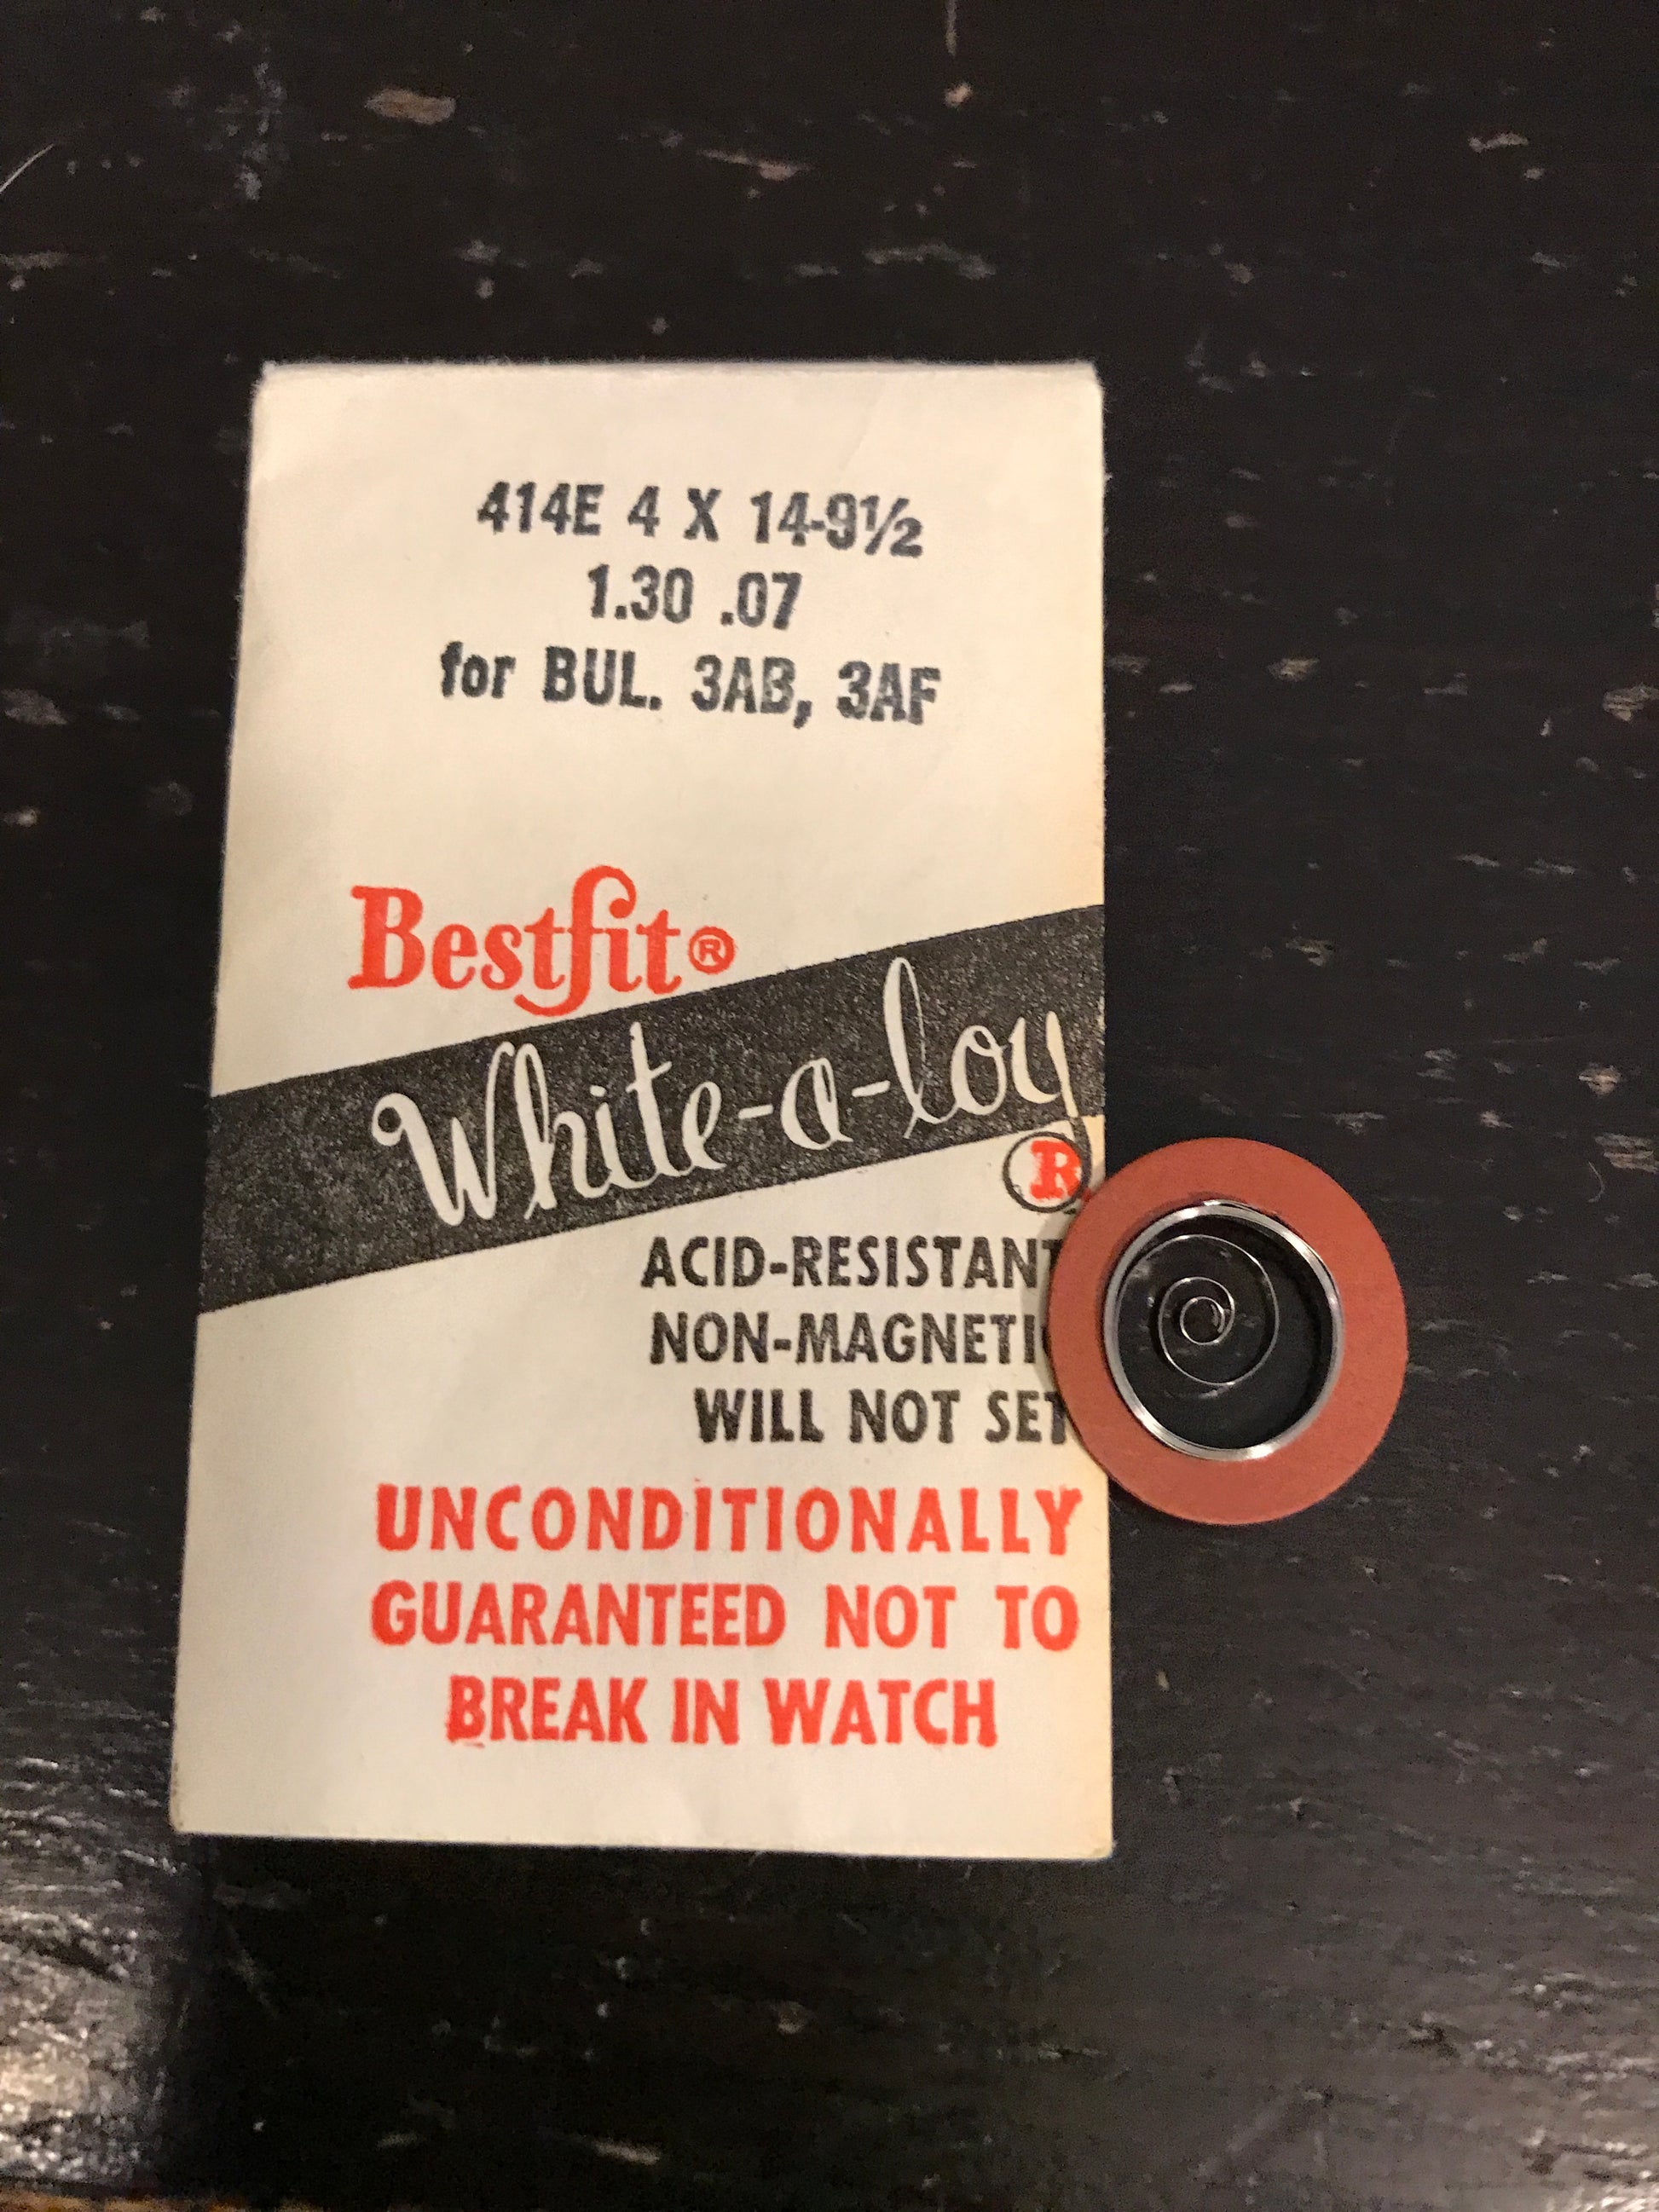 414E 4 X 14-9½
1.30 .07
for BUL. 3AB, 3AF
Bestfit®
White-a-loy
R
ACID-RESISTANT
NON-MAGNETIC
WILL NOT SET
UNCONDITIONALLY
GUARANTEED NOT TO
BREAK IN WATCH